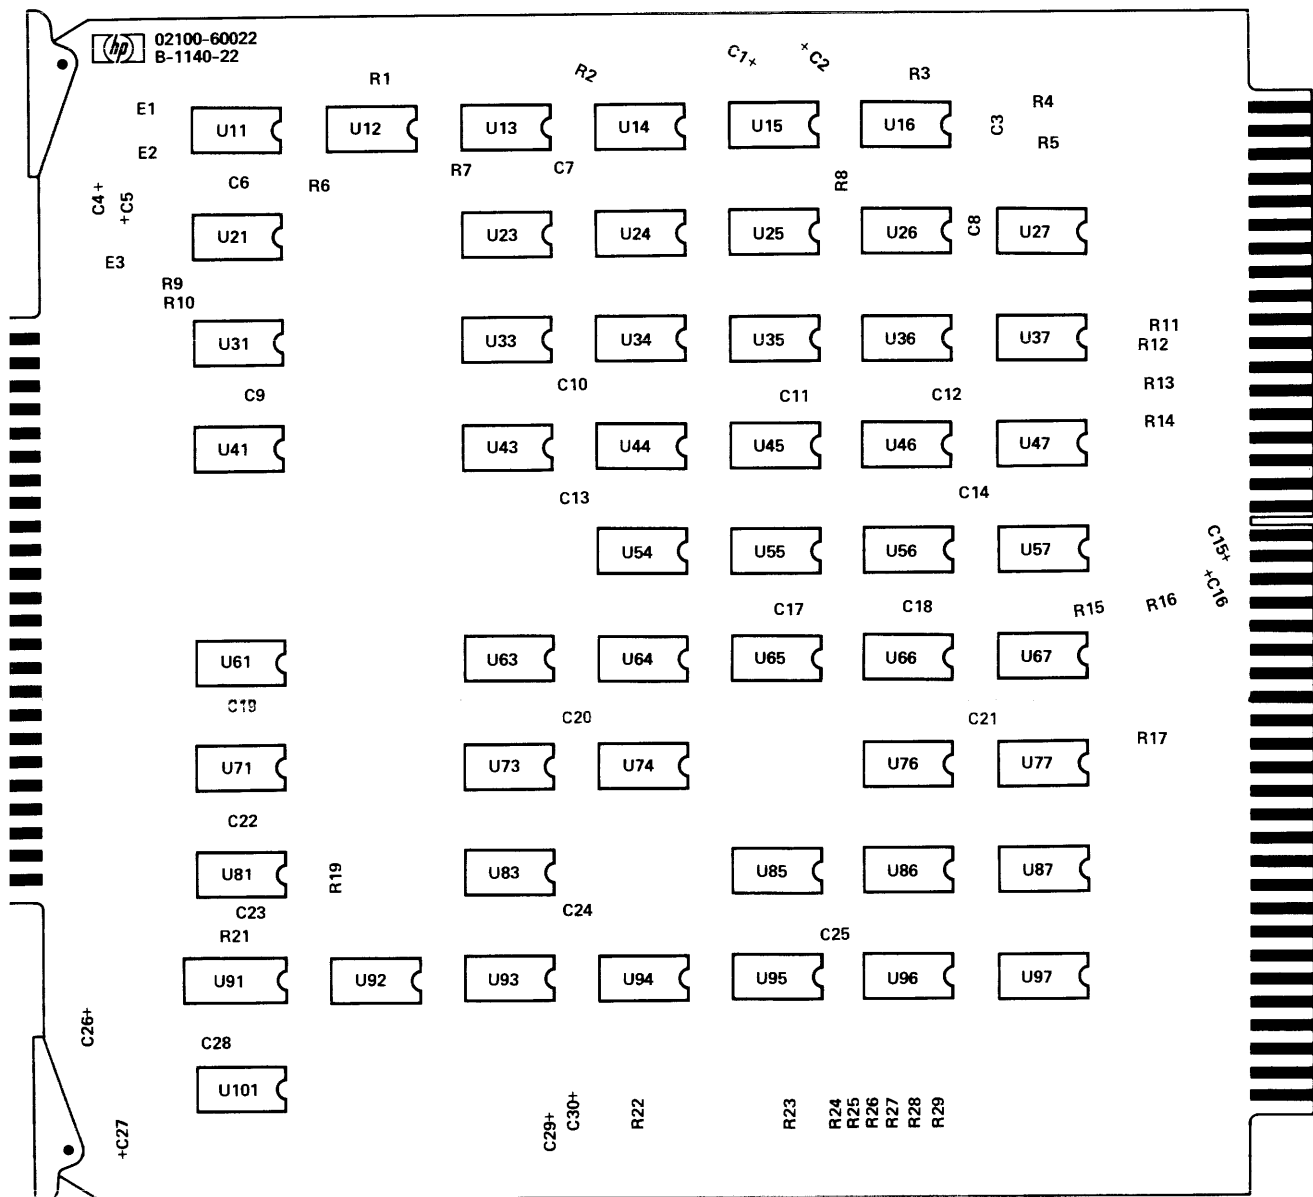 hp 02100-60022
B-1140-22
C1+ +C2
R1 R2 R3
E1 R4
U11 U12 U13 U14 U15 U16 C3
E2 R5
R7 C7
C6 R6 R8
C4+
+C5
U21 U23 U24 U25 U26 C8 U27
E3
R9
R10
R11
U31 U33 U34 U35 U36 U37 R12
C10 R13
C9 C11 C12
R14
U41 U43 U44 U45 U46 U47
C13 C14
U54 U55 U56 U57 C15+
+C16
C17 C18 R15 R16
U61 U63 U64 U65 U66 U67
C19
C20 C21
R17
U71 U73 U74 U76 U77
C22
U81 R19 U83 U85 U86 U87
C23 C24
R21 C25
U91 U92 U93 U94 U95 U96 U97
C26+
C28
U101
+C27 C29+ C30+ R22 R23 R24 R25 R26 R27 R28 R29